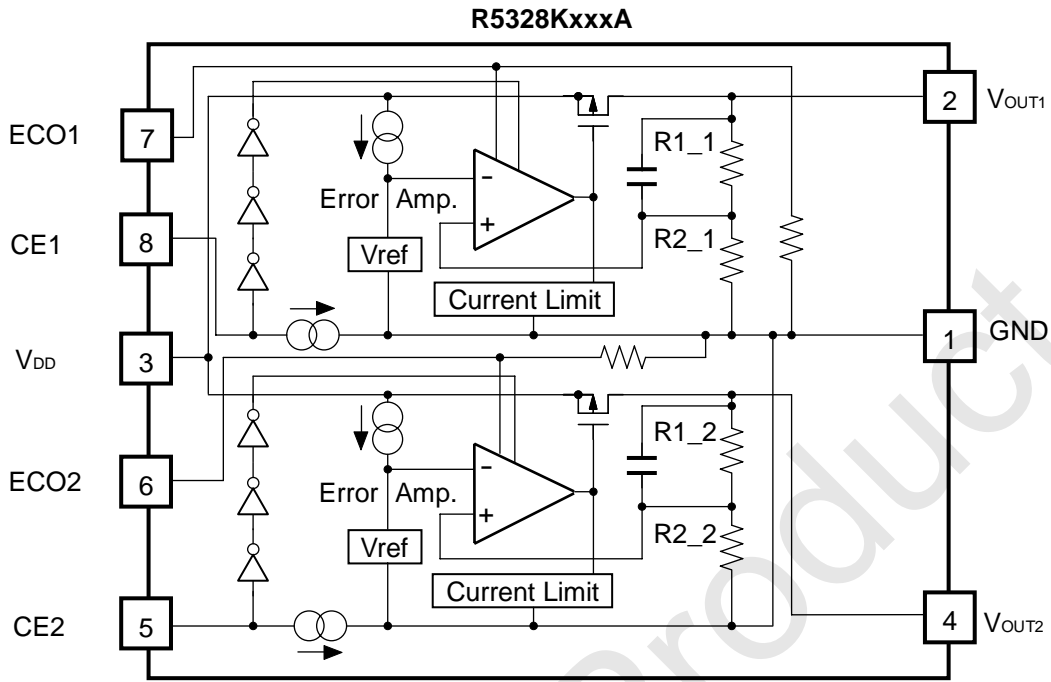 R5328KxxxA
ECO1
7
2
VOUT1
R1_1
−
Error Amp.
+
CE1
8
R2_1
Vref
Current Limit
VDD
3
1
GND
R1_2
−
ECO2
6
Error Amp.
+
R2_2
Vref
Current Limit
CE2
5
4
VOUT2
Product